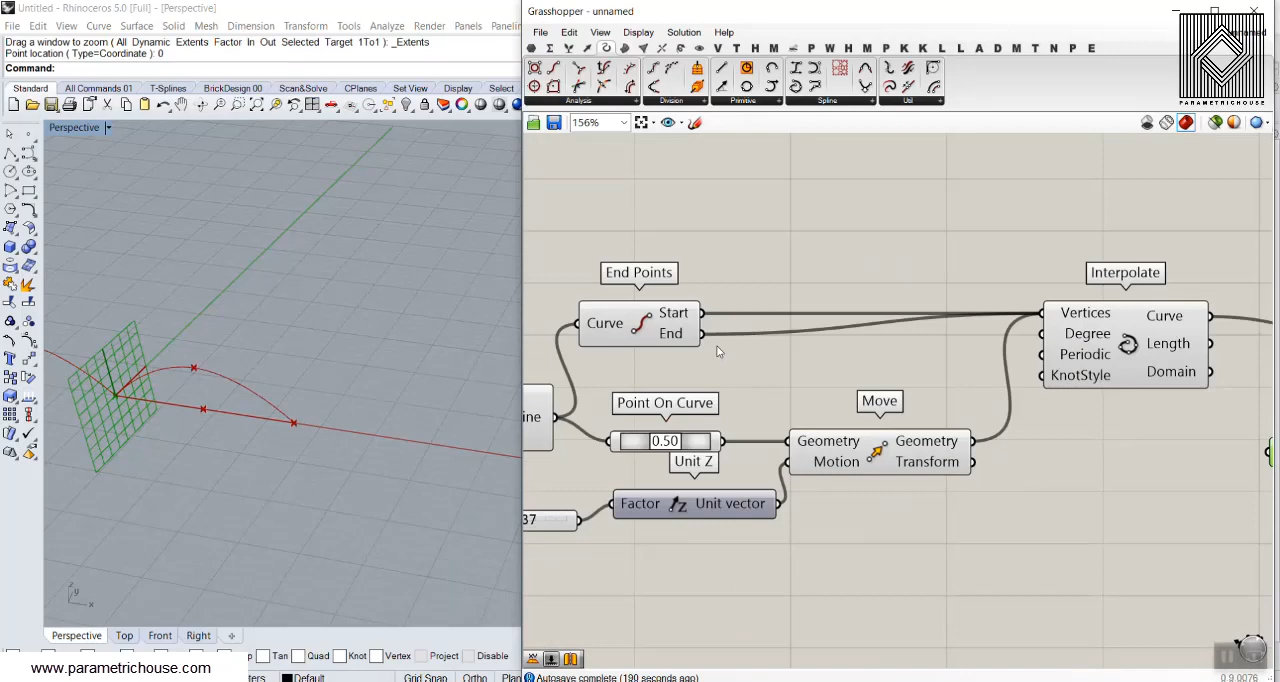 Untitled - Rhinoceros 5.0 [Full] - [Perspective]
File Edit View Curve Surface Solid Mesh Dimension Transform Tools Analyze Render Panels
Drag a window to zoom ( All Dynamic Extents Factor In Out Selected Target 1To1 ): _Extents
Point location ( Type=Coordinate ): 0
Command:
Standard All Commands 01 T-Splines BrickDesign 00 Scan&Solve CPlanes Set View Display Select
Perspective
Grasshopper - unnamed
File Edit View Display Solution Help
V T H M P W H M P K K L L A D M T N P E
Analysis Division Primitive Spline Util
PARAMETRICHOUSE
156%
End Points
Curve Start End
Interpolate
Vertices Degree Periodic KnotStyle
Curve Length Domain
ine
Point On Curve
0.50
Unit Z
37
Factor Unit vector
Move
Geometry Motion
Geometry Transform
z y x
Perspective Top Front Right
Tan Quad Knot Vertex Project Disable
www.parametrichouse.com
ters Default Grid Snap Ortho
Autosave complete (190 seconds ago)
0.9.0076